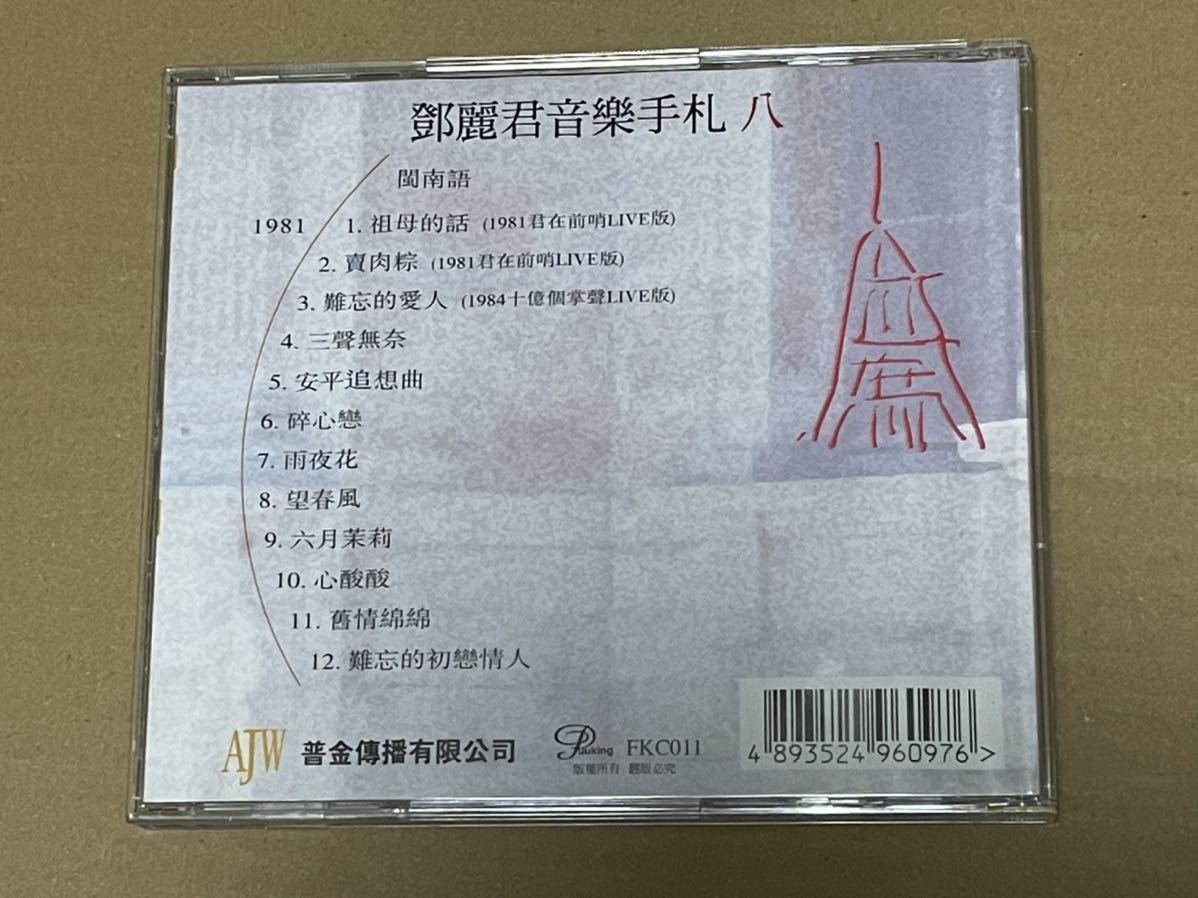 鄧麗君音樂手札 八
閩南語
1981 1. 祖母的話 (1981君在前哨LIVE版)
2. 賣肉粽 (1981君在前哨LIVE版)
3. 難忘的愛人 (1984十億個掌聲LIVE版)
4. 三聲無奈
5. 安平追想曲
6. 碎心戀
7. 雨夜花
8. 望春風
9. 六月茉莉
10. 心酸酸
11. 舊情綿綿
12. 難忘的初戀情人
AJW 普金傳播有限公司 Puuking FKC011
版權所有 翻版必究
4 893524 960976 >